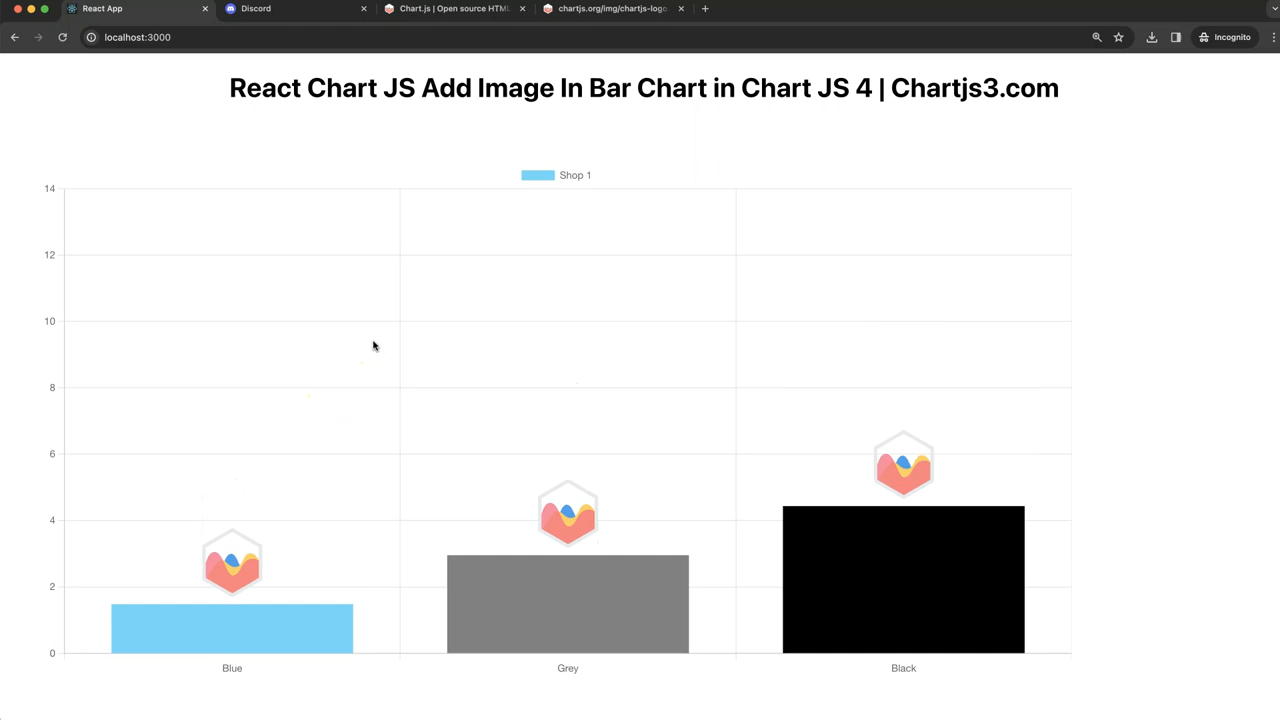 React App
Discord
Chart.js | Open source HTML
chartjs.org/img/chartjs-logo
localhost:3000
Incognito
React Chart JS Add Image In Bar Chart in Chart JS 4 | Chartjs3.com
Shop 1
14
12
10
8
6
4
2
0
Blue
Grey
Black